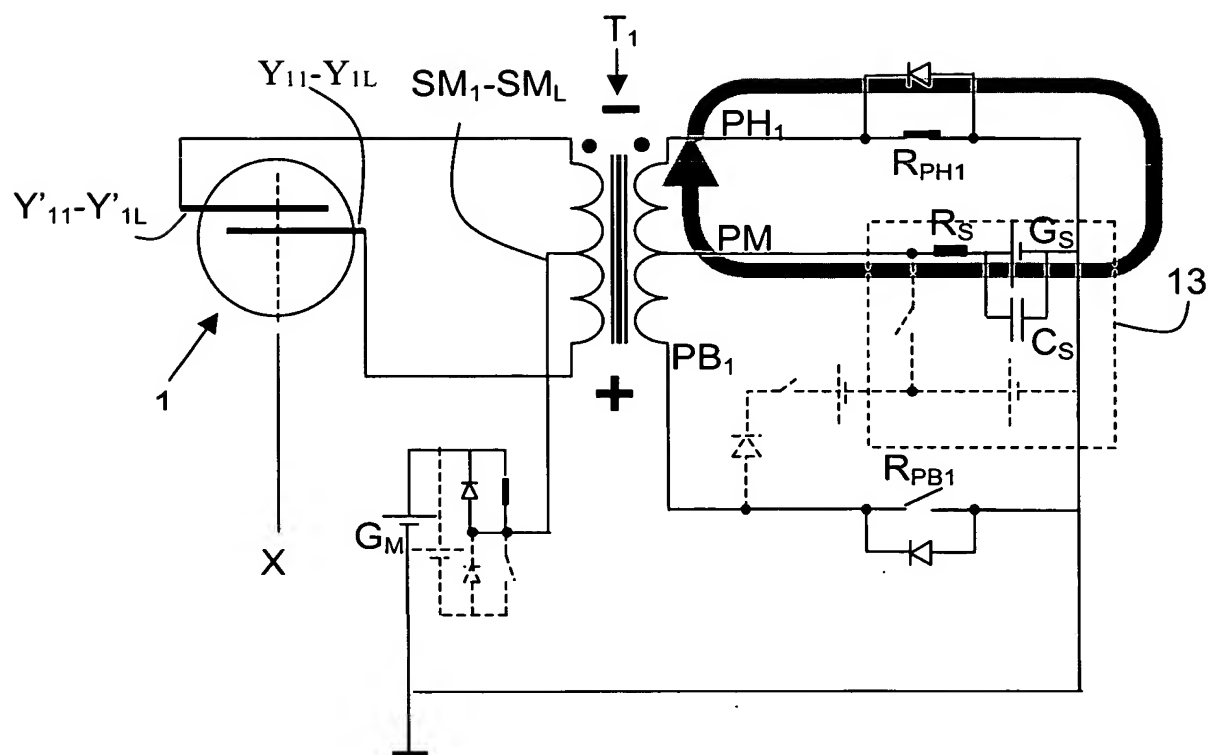 T₁
Y₁₁-Y₁L
SM₁-SML
PH₁
RPH1
Y'₁₁-Y'₁L
PM
RS
GS
13
CS
PB₁
1
+
RPB1
GM
X